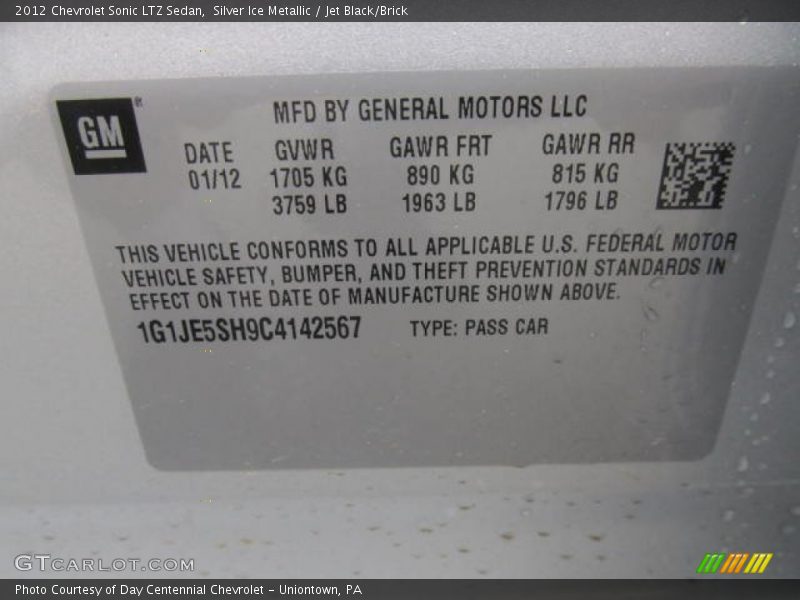 2012 Chevrolet Sonic LTZ Sedan,  Silver Ice Metallic / Jet Black/Brick
GM®
MFD BY GENERAL MOTORS LLC
DATE GVWR GAWR FRT GAWR RR
01/12 1705 KG 890 KG 815 KG
3759 LB 1963 LB 1796 LB
THIS VEHICLE CONFORMS TO ALL APPLICABLE U.S. FEDERAL MOTOR
VEHICLE SAFETY, BUMPER, AND THEFT PREVENTION STANDARDS IN
EFFECT ON THE DATE OF MANUFACTURE SHOWN ABOVE.
1G1JE5SH9C4142567 TYPE: PASS CAR
GTCARLOT.COM
Photo Courtesy of Day Centennial Chevrolet - Uniontown, PA